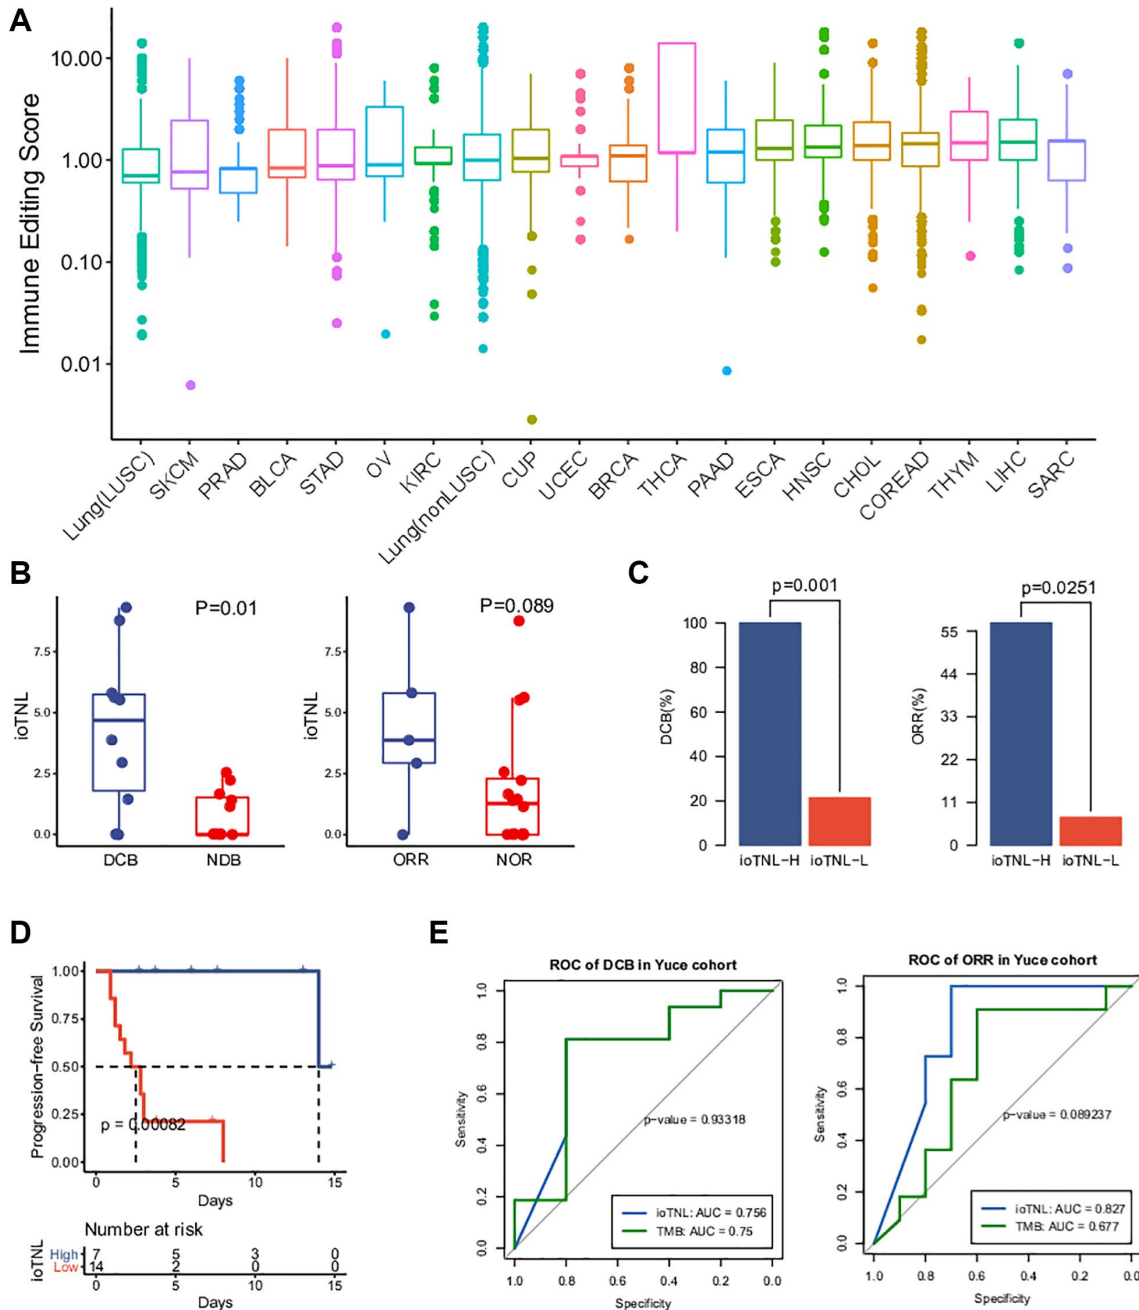 A
Immune Editing Score
10.00
1.00
0.10
0.01
Lung(LUSC)
SKCM
PRAD
BLCA
STAD
OV
KIRC
Lung(nonLUSC)
CUP
UCEC
BRCA
THCA
PAAD
ESCA
HNSC
CHOL
COREAD
THYM
LIHC
SARC
B
P=0.01
ioTNL
7.5
5.0
2.5
0.0
DCB NDB
P=0.089
ioTNL
7.5
5.0
2.5
0.0
ORR NOR
C
p=0.001
DCB(%)
100
80
60
40
20
0
ioTNL-H ioTNL-L
p=0.0251
ORR(%)
55
44
33
22
11
0
ioTNL-H ioTNL-L
D
Progression-free Survival
1.00
0.75
0.50
0.25
0.00
p = 0.00082
0 5 10 15
Days
Number at risk
ioTNL
High 7 5 3 0
Low 14 2 0 0
0 5 10 15
Days
E
ROC of DCB in Yuce cohort
Sensitivity
1.0
0.8
0.6
0.4
0.2
0.0
p-value = 0.93318
ioTNL: AUC = 0.756
TMB: AUC = 0.75
1.0 0.8 0.6 0.4 0.2 0.0
Specificity
ROC of ORR in Yuce cohort
Sensitivity
1.0
0.8
0.6
0.4
0.2
0.0
p-value = 0.089237
ioTNL: AUC = 0.827
TMB: AUC = 0.677
1.0 0.8 0.6 0.4 0.2 0.0
Specificity